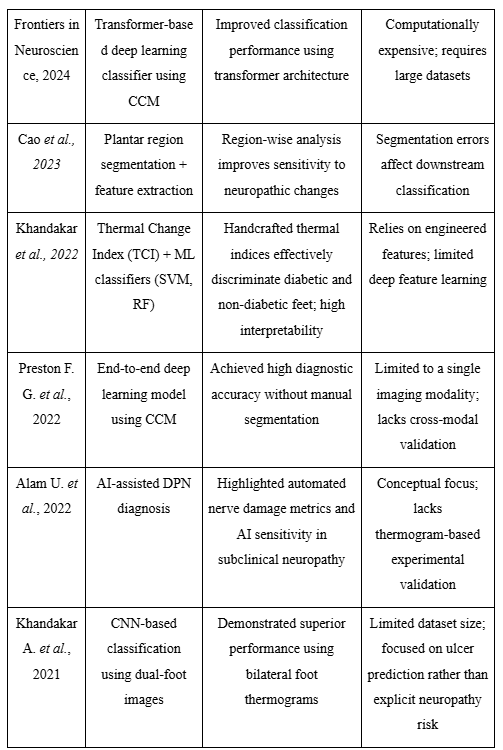 Frontiers in
Neuroscien
ce, 2024
Transformer-base
d deep learning
classifier using
CCM
Improved classification
performance using
transformer architecture
Computationally
expensive; requires
large datasets
Cao et al.,
2023
Plantar region
segmentation +
feature extraction
Region-wise analysis
improves sensitivity to
neuropathic changes
Segmentation errors
affect downstream
classification
Khandakar
et al., 2022
Thermal Change
Index (TCI) + ML
classifiers (SVM,
RF)
Handcrafted thermal
indices effectively
discriminate diabetic and
non-diabetic feet; high
interpretability
Relies on engineered
features; limited
deep feature learning
Preston F.
G. et al.,
2022
End-to-end deep
learning model
using CCM
Achieved high diagnostic
accuracy without manual
segmentation
Limited to a single
imaging modality;
lacks cross-modal
validation
Alam U. et
al., 2022
AI-assisted DPN
diagnosis
Highlighted automated
nerve damage metrics and
AI sensitivity in
subclinical neuropathy
Conceptual focus;
lacks
thermogram-based
experimental
validation
Khandakar
A. et al.,
2021
CNN-based
classification
using dual-foot
images
Demonstrated superior
performance using
bilateral foot
thermograms
Limited dataset size;
focused on ulcer
prediction rather than
explicit neuropathy
risk